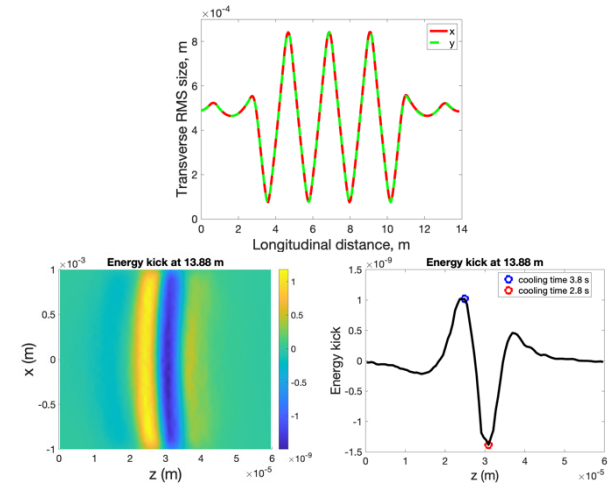 ×10⁻⁴
8
6
4
2
0
Transverse RMS size, m
x
y
0 2 4 6 8 10 12 14
Longitudinal distance, m
Energy kick at 13.88 m
×10⁻³
1
0.5
0
-0.5
-1
x (m)
1
0.5
0
-0.5
-1
×10⁻⁹
0 1 2 3 4 5 6
z (m)
×10⁻⁵
Energy kick at 13.88 m
×10⁻⁹
1.5
1
0.5
0
-0.5
-1
-1.5
Energy kick
cooling time 3.8 s
cooling time 2.8 s
0 1 2 3 4 5 6
z (m)
×10⁻⁵